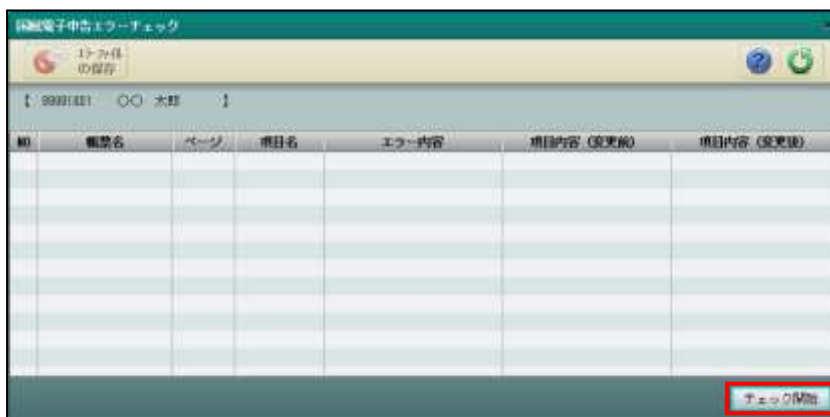 国税電子申告エラーチェック
エラーファイル
の保存
【 99991001 〇〇 太郎 】
NO 帳票名 ページ 項目名 エラー内容 項目内容（変更前） 項目内容（変更後）
チェック開始